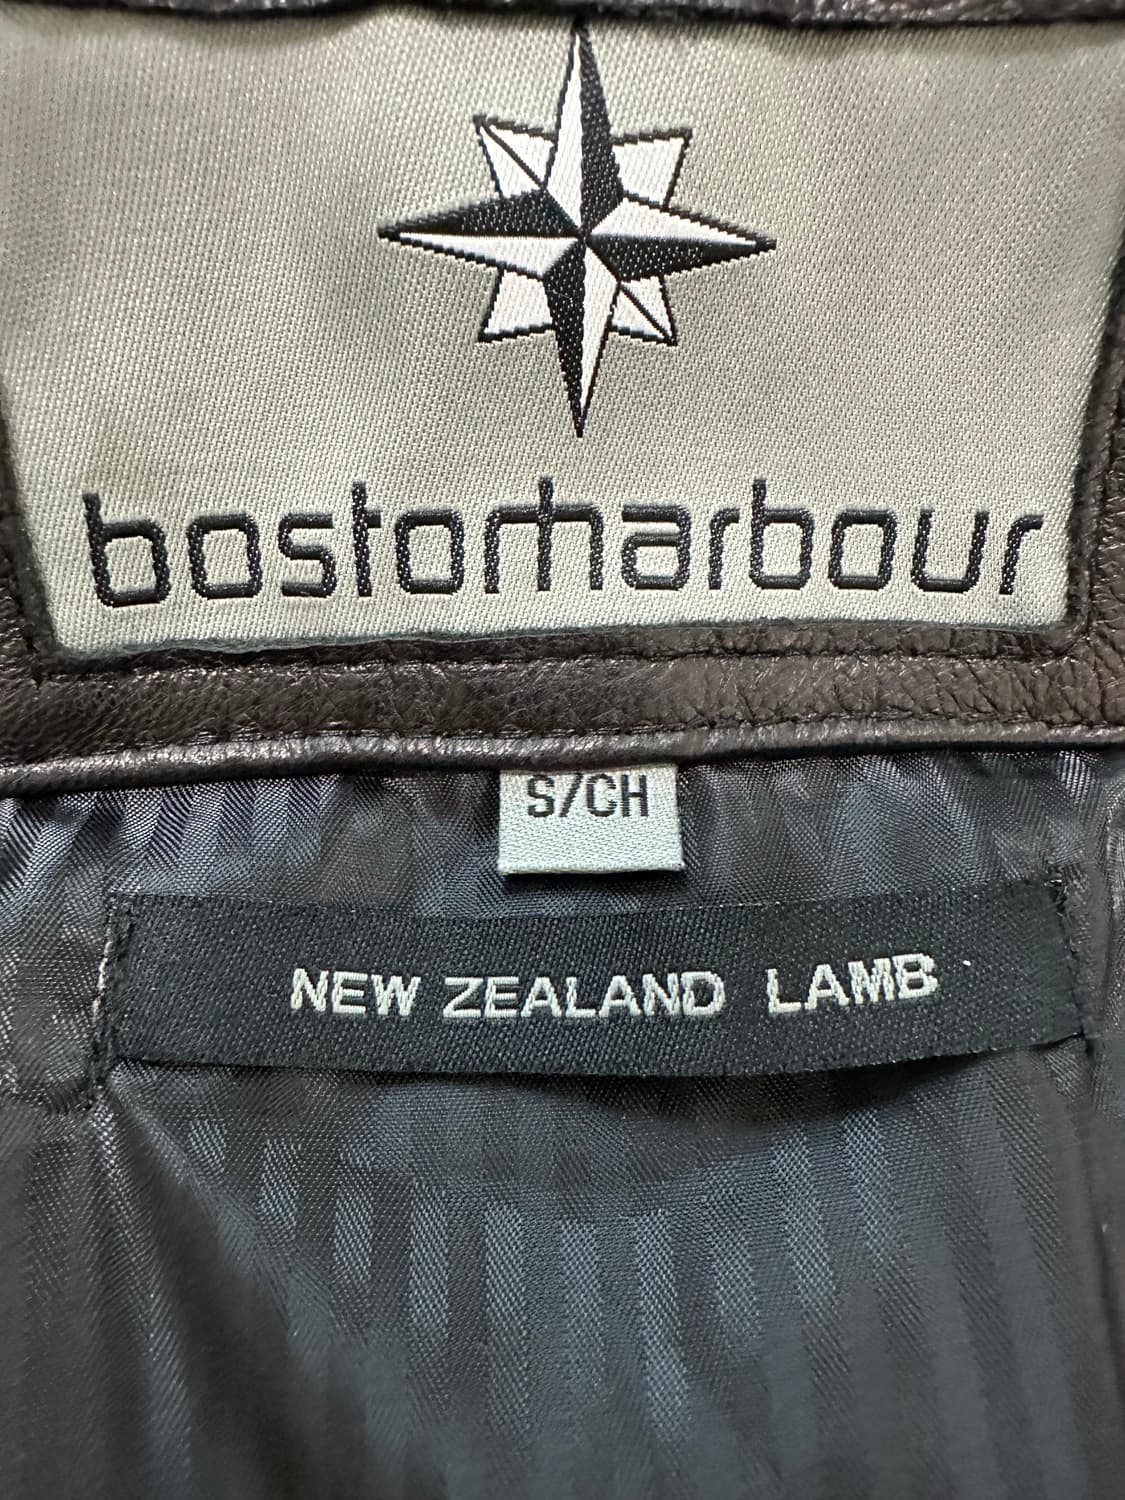 bostonharbour
S/CH
NEW ZEALAND LAMB